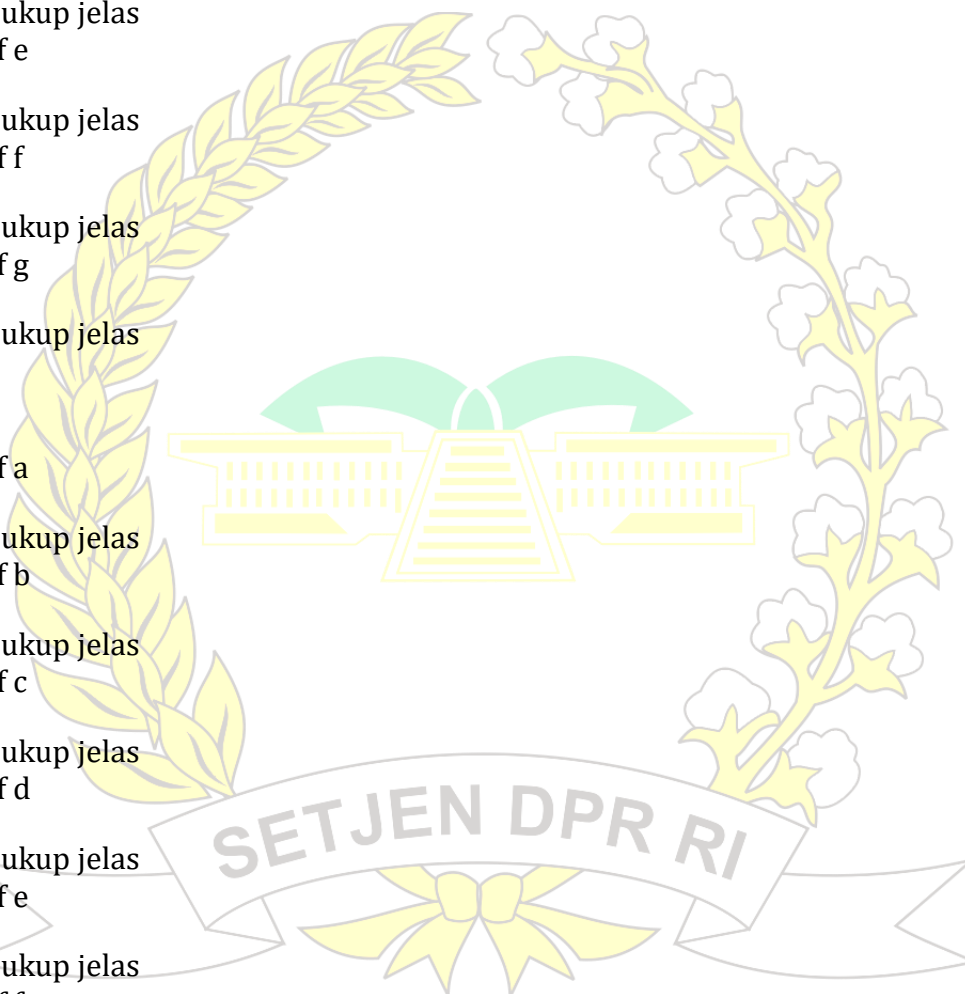 ukup jelas
f e
ukup jelas
f f
ukup jelas
f g
ukup jelas
f a
ukup jelas
f b
ukup jelas
f c
ukup jelas
f d
SETJEN DPR RI
ukup jelas
f e
ukup jelas